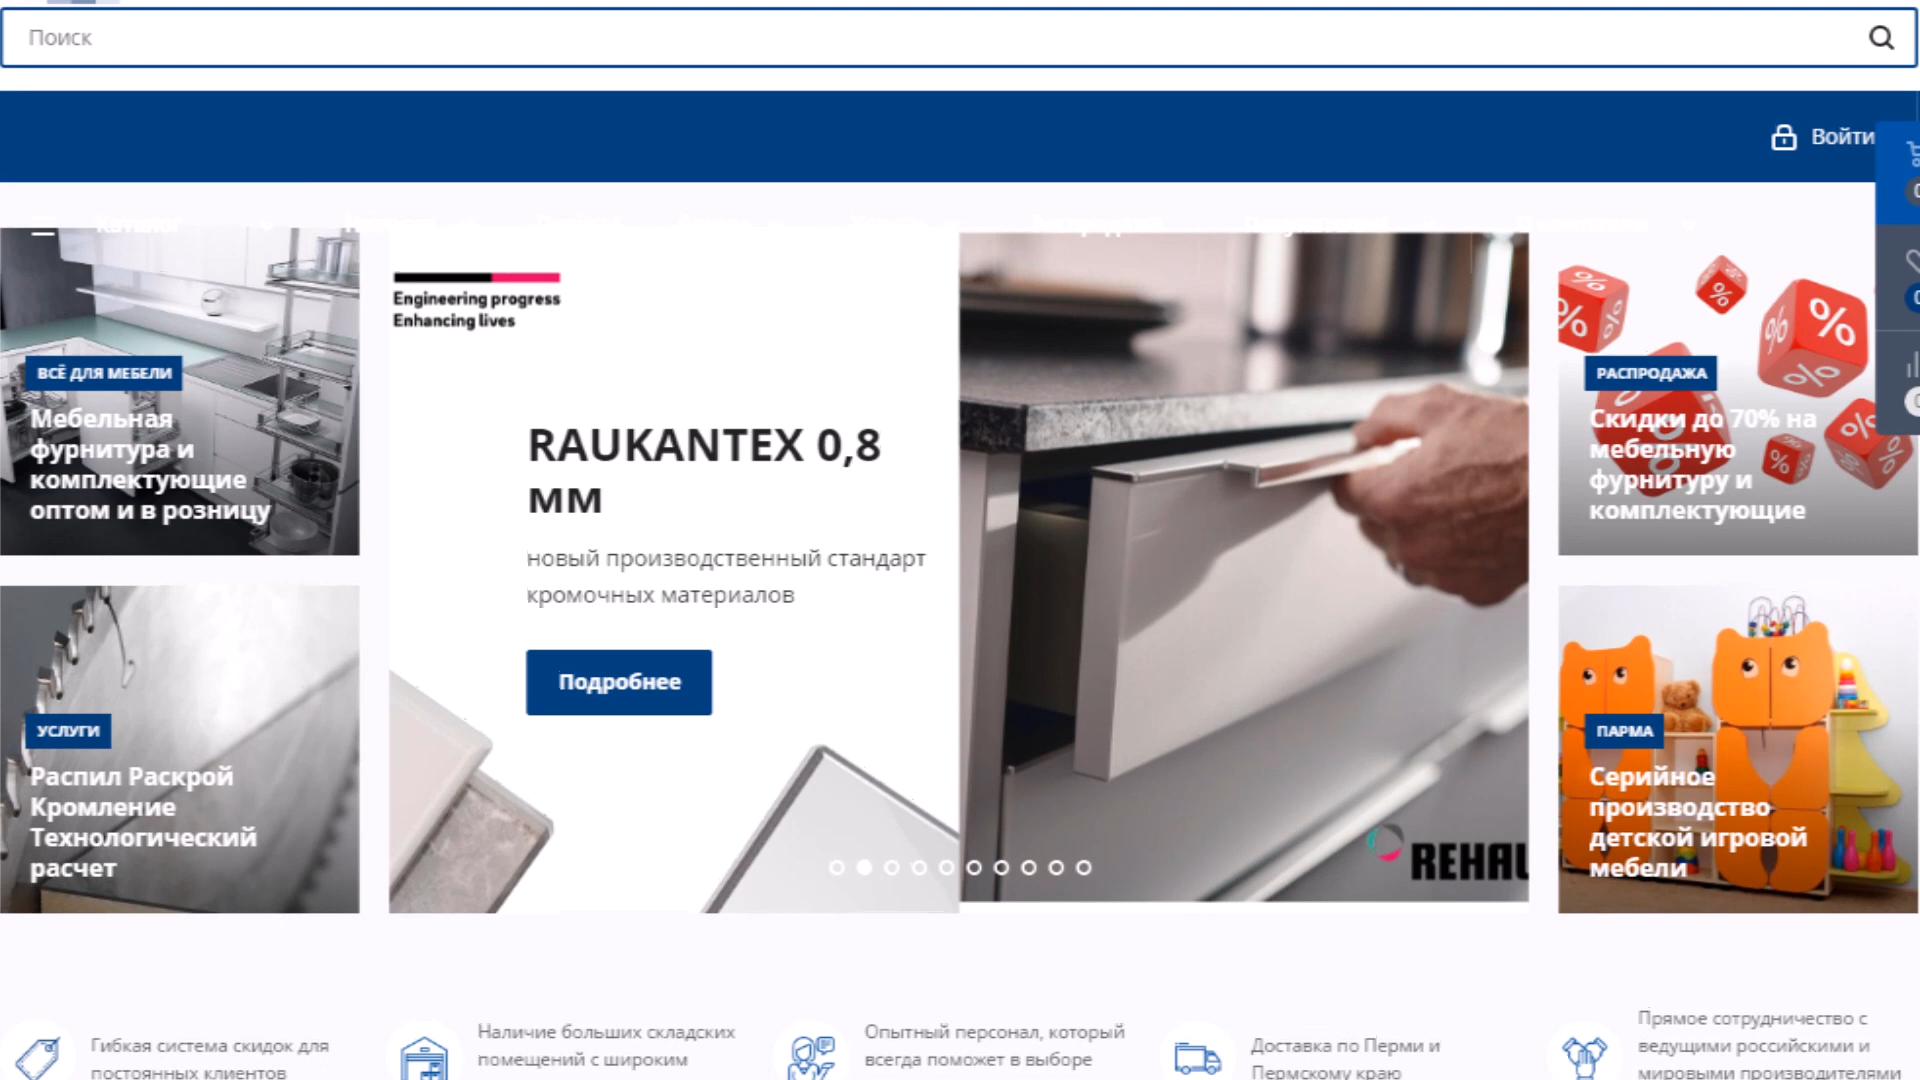 Поиск
Войти
Каталог
ВСЁ ДЛЯ МЕБЕЛИ
Мебельная
фурнитура и
комплектующие
оптом и в розницу
УСЛУГИ
Распил Раскрой
Кромление
Технологический
расчет
Engineering progress
Enhancing lives
RAUKANTEX 0,8
мм
новый производственный стандарт
кромочных материалов
Подробнее
REHAU
РАСПРОДАЖА
Скидки до 70% на
мебельную
фурнитуру и
комплектующие
ПАРМА
Серийное
производство
детской игровой
мебели
Гибкая система скидок для
постоянных клиентов
Наличие больших складских
помещений с широким
Опытный персонал, который
всегда поможет в выборе
Доставка по Перми и
Пермскому краю
Прямое сотрудничество с
ведущими российскими и
мировыми производителями